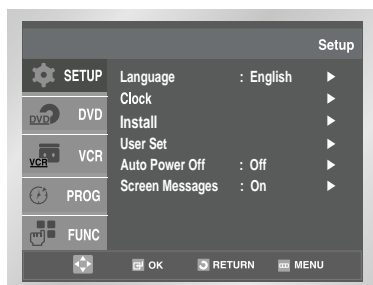 Setup
SETUP
Language : English ►
Clock ►
DVD DVD
Install ►
User Set ►
VCR VCR
Auto Power Off : Off ►
Screen Messages : On ►
PROG
FUNC
OK RETURN MENU